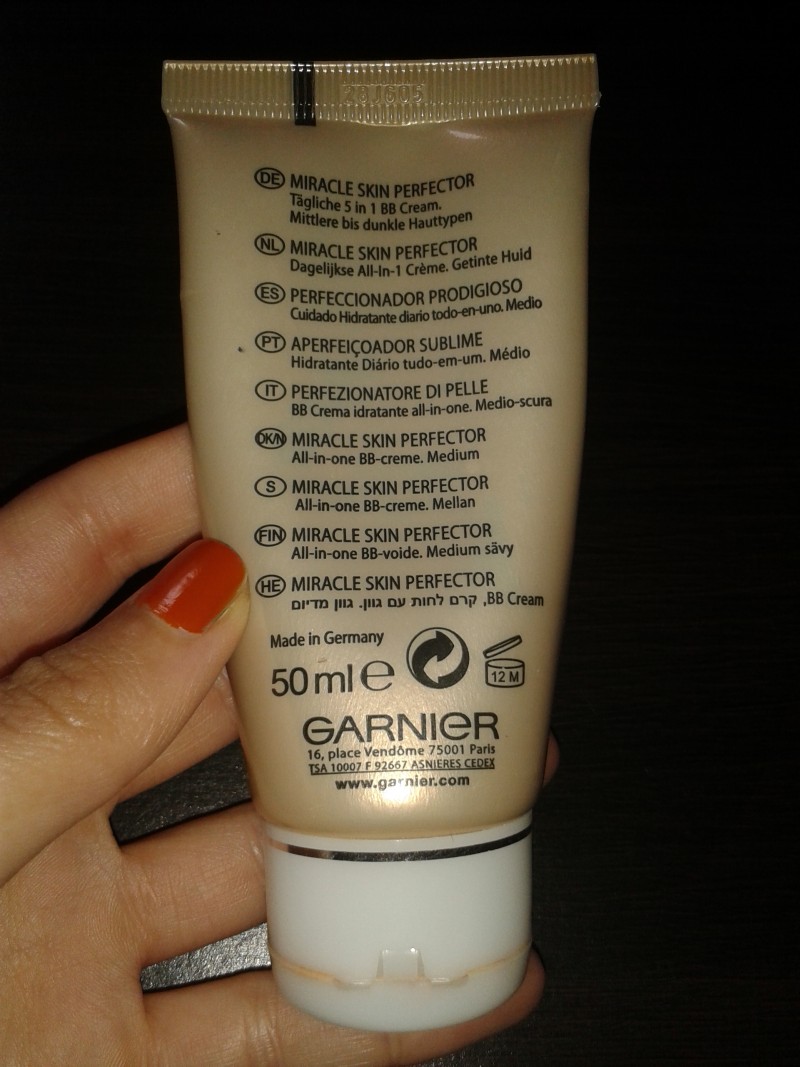 28U605
DE MIRACLE SKIN PERFECTOR
Tägliche 5 in 1 BB Cream.
Mittlere bis dunkle Hauttypen
NL MIRACLE SKIN PERFECTOR
Dagelijkse All-In-1 Crème. Getinte Huid
ES PERFECCIONADOR PRODIGIOSO
Cuidado Hidratante diario todo-en-uno. Medio
PT APERFEIÇOADOR SUBLIME
Hidratante Diário tudo-em-um. Médio
IT PERFEZIONATORE DI PELLE
BB Crema idratante all-in-one. Medio-scura
DK/N MIRACLE SKIN PERFECTOR
All-in-one BB-creme. Medium
S MIRACLE SKIN PERFECTOR
All-in-one BB-creme. Mellan
FIN MIRACLE SKIN PERFECTOR
All-in-one BB-voide. Medium sävy
HE MIRACLE SKIN PERFECTOR
BB Cream, קרם לחות עם גוון. גוון מדיום
Made in Germany
50 ml e
12 M
GARNIER
16, place Vendôme 75001 Paris
TSA 10007 F 92667 ASNIERES CEDEX
www.garnier.com